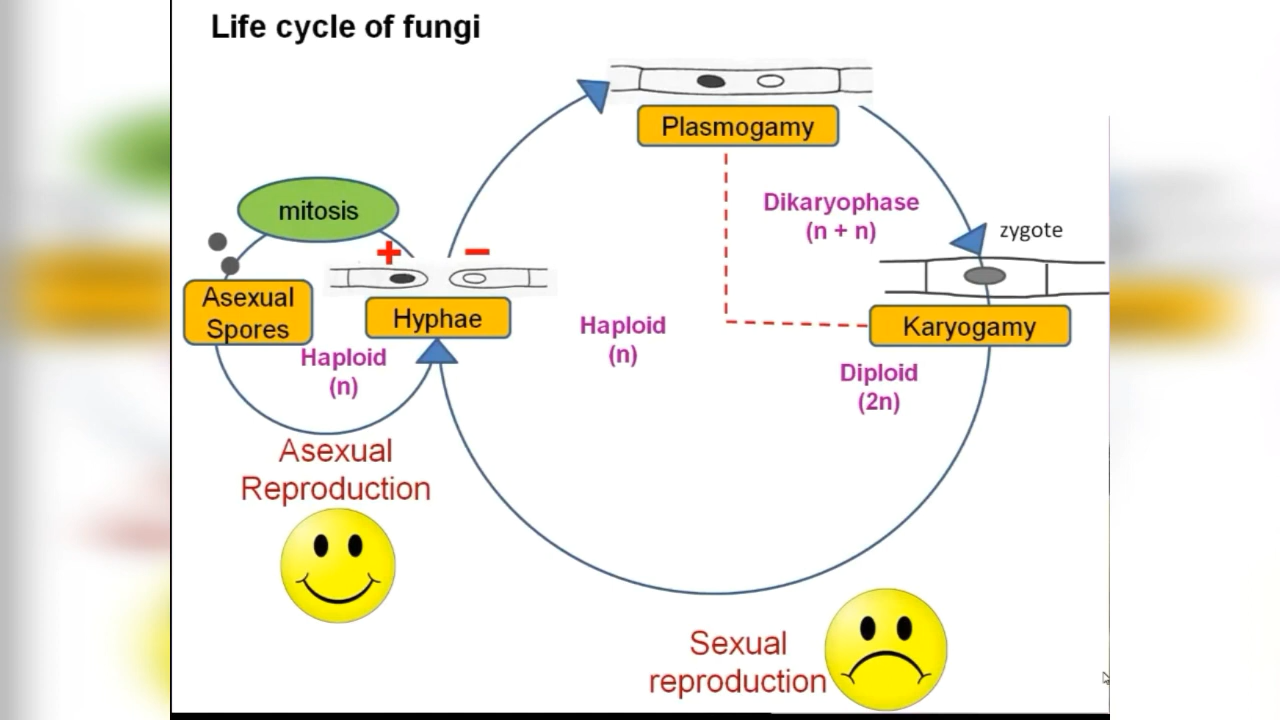 Life cycle of fungi
Plasmogamy
mitosis
Dikaryophase
(n + n)
zygote
+ −
Asexual
Spores
Hyphae
Haploid
(n)
Karyogamy
Haploid
(n)
Diploid
(2n)
Asexual
Reproduction
Sexual
reproduction